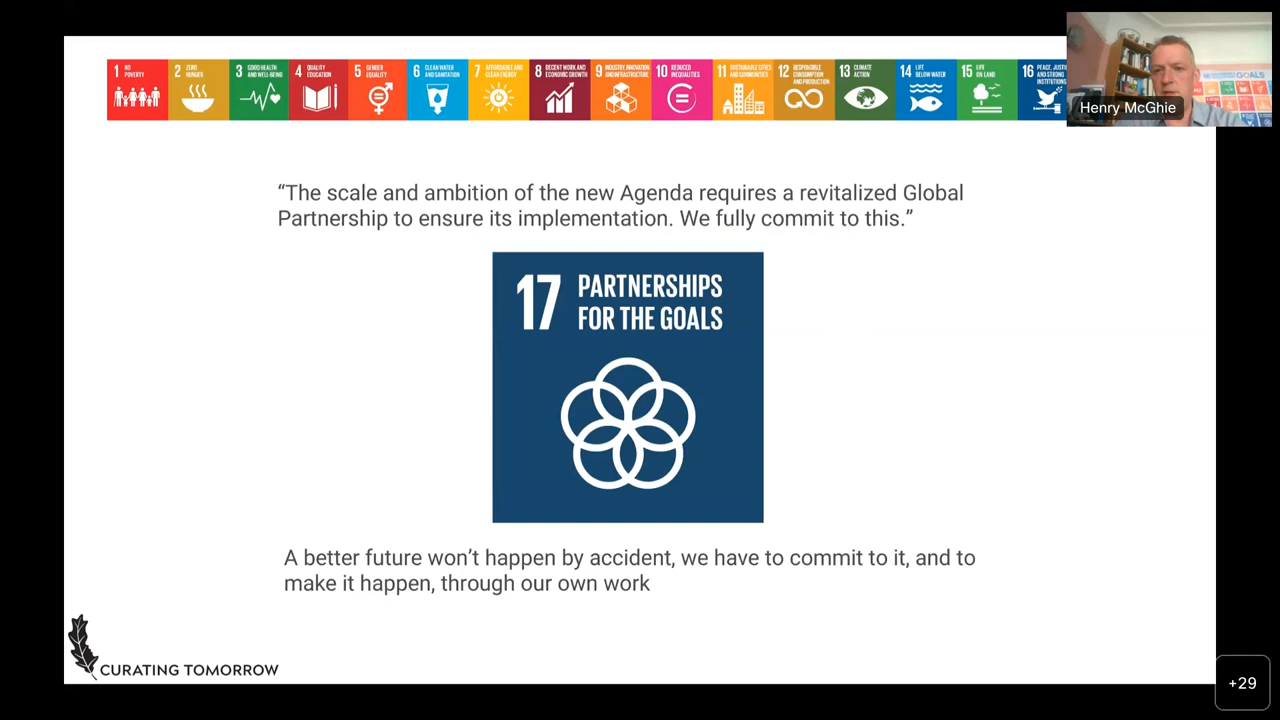 1 NO POVERTY
2 ZERO HUNGER
3 GOOD HEALTH AND WELL-BEING
4 QUALITY EDUCATION
5 GENDER EQUALITY
6 CLEAN WATER AND SANITATION
7 AFFORDABLE AND CLEAN ENERGY
8 DECENT WORK AND ECONOMIC GROWTH
9 INDUSTRY, INNOVATION AND INFRASTRUCTURE
10 REDUCED INEQUALITIES
11 SUSTAINABLE CITIES AND COMMUNITIES
12 RESPONSIBLE CONSUMPTION AND PRODUCTION
13 CLIMATE ACTION
14 LIFE BELOW WATER
15 LIFE ON LAND
16 PEACE, JUSTI AND STRONG INSTITUTIONS
GOALS
Henry McGhie
“The scale and ambition of the new Agenda requires a revitalized Global
Partnership to ensure its implementation. We fully commit to this.”
17 PARTNERSHIPS
FOR THE GOALS
A better future won’t happen by accident, we have to commit to it, and to
make it happen, through our own work
CURATING TOMORROW
+29